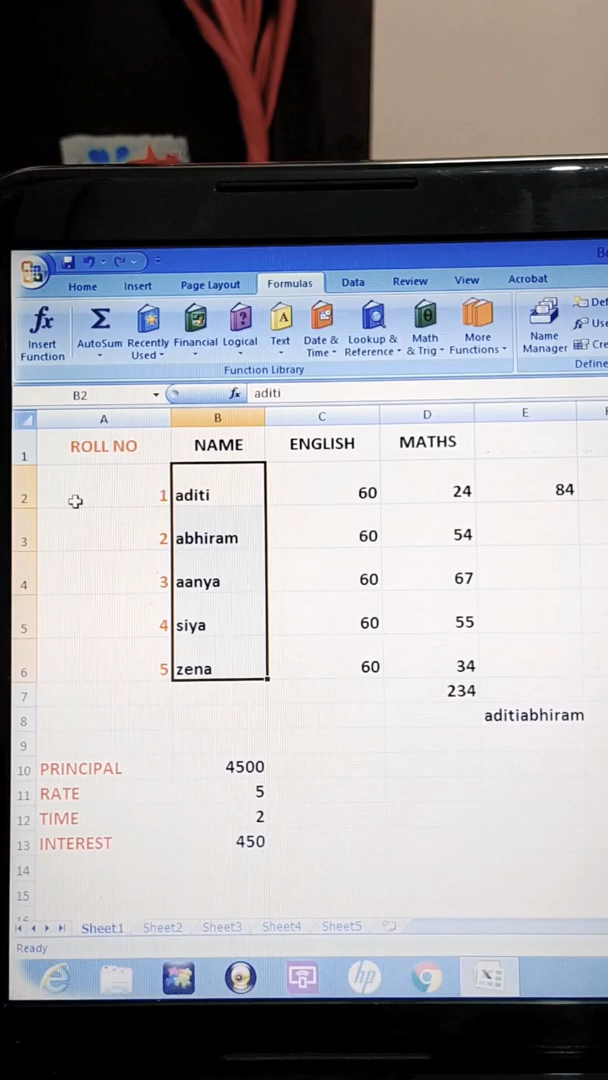 Home Insert Page Layout Formulas Data Review View Acrobat
fx Σ ? A θ
Insert Function AutoSum Recently Used Financial Logical Text Date & Time Lookup & Reference Math & Trig More Functions Name Manager
Function Library
B2 fx aditi
A B C D E
1 ROLL NO NAME ENGLISH MATHS
2 1 aditi 60 24 84
3 2 abhiram 60 54
4 3 aanya 60 67
5 4 siya 60 55
6 5 zena 60 34
7 234
8 aditiabhiram
9
10 PRINCIPAL 4500
11 RATE 5
12 TIME 2
13 INTEREST 450
14
15
Sheet1 Sheet2 Sheet3 Sheet4 Sheet5
Ready
hp